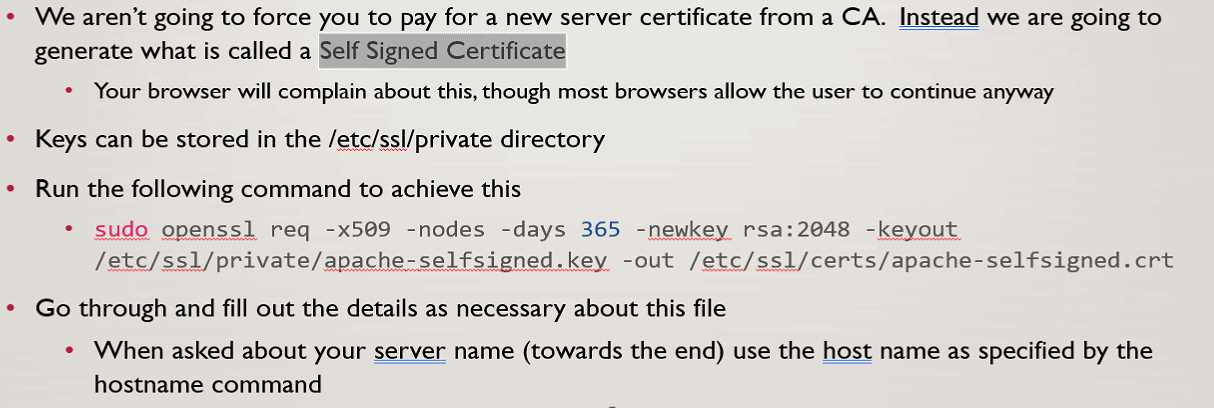 • We aren't going to force you to pay for a new server certificate from a CA.  Instead we are going to
generate what is called a Self Signed Certificate
• Your browser will complain about this, though most browsers allow the user to continue anyway
• Keys can be stored in the /etc/ssl/private directory
• Run the following command to achieve this
• sudo openssl req -x509 -nodes -days 365 -newkey rsa:2048 -keyout
/etc/ssl/private/apache-selfsigned.key -out /etc/ssl/certs/apache-selfsigned.crt
• Go through and fill out the details as necessary about this file
• When asked about your server name (towards the end) use the host name as specified by the
hostname command